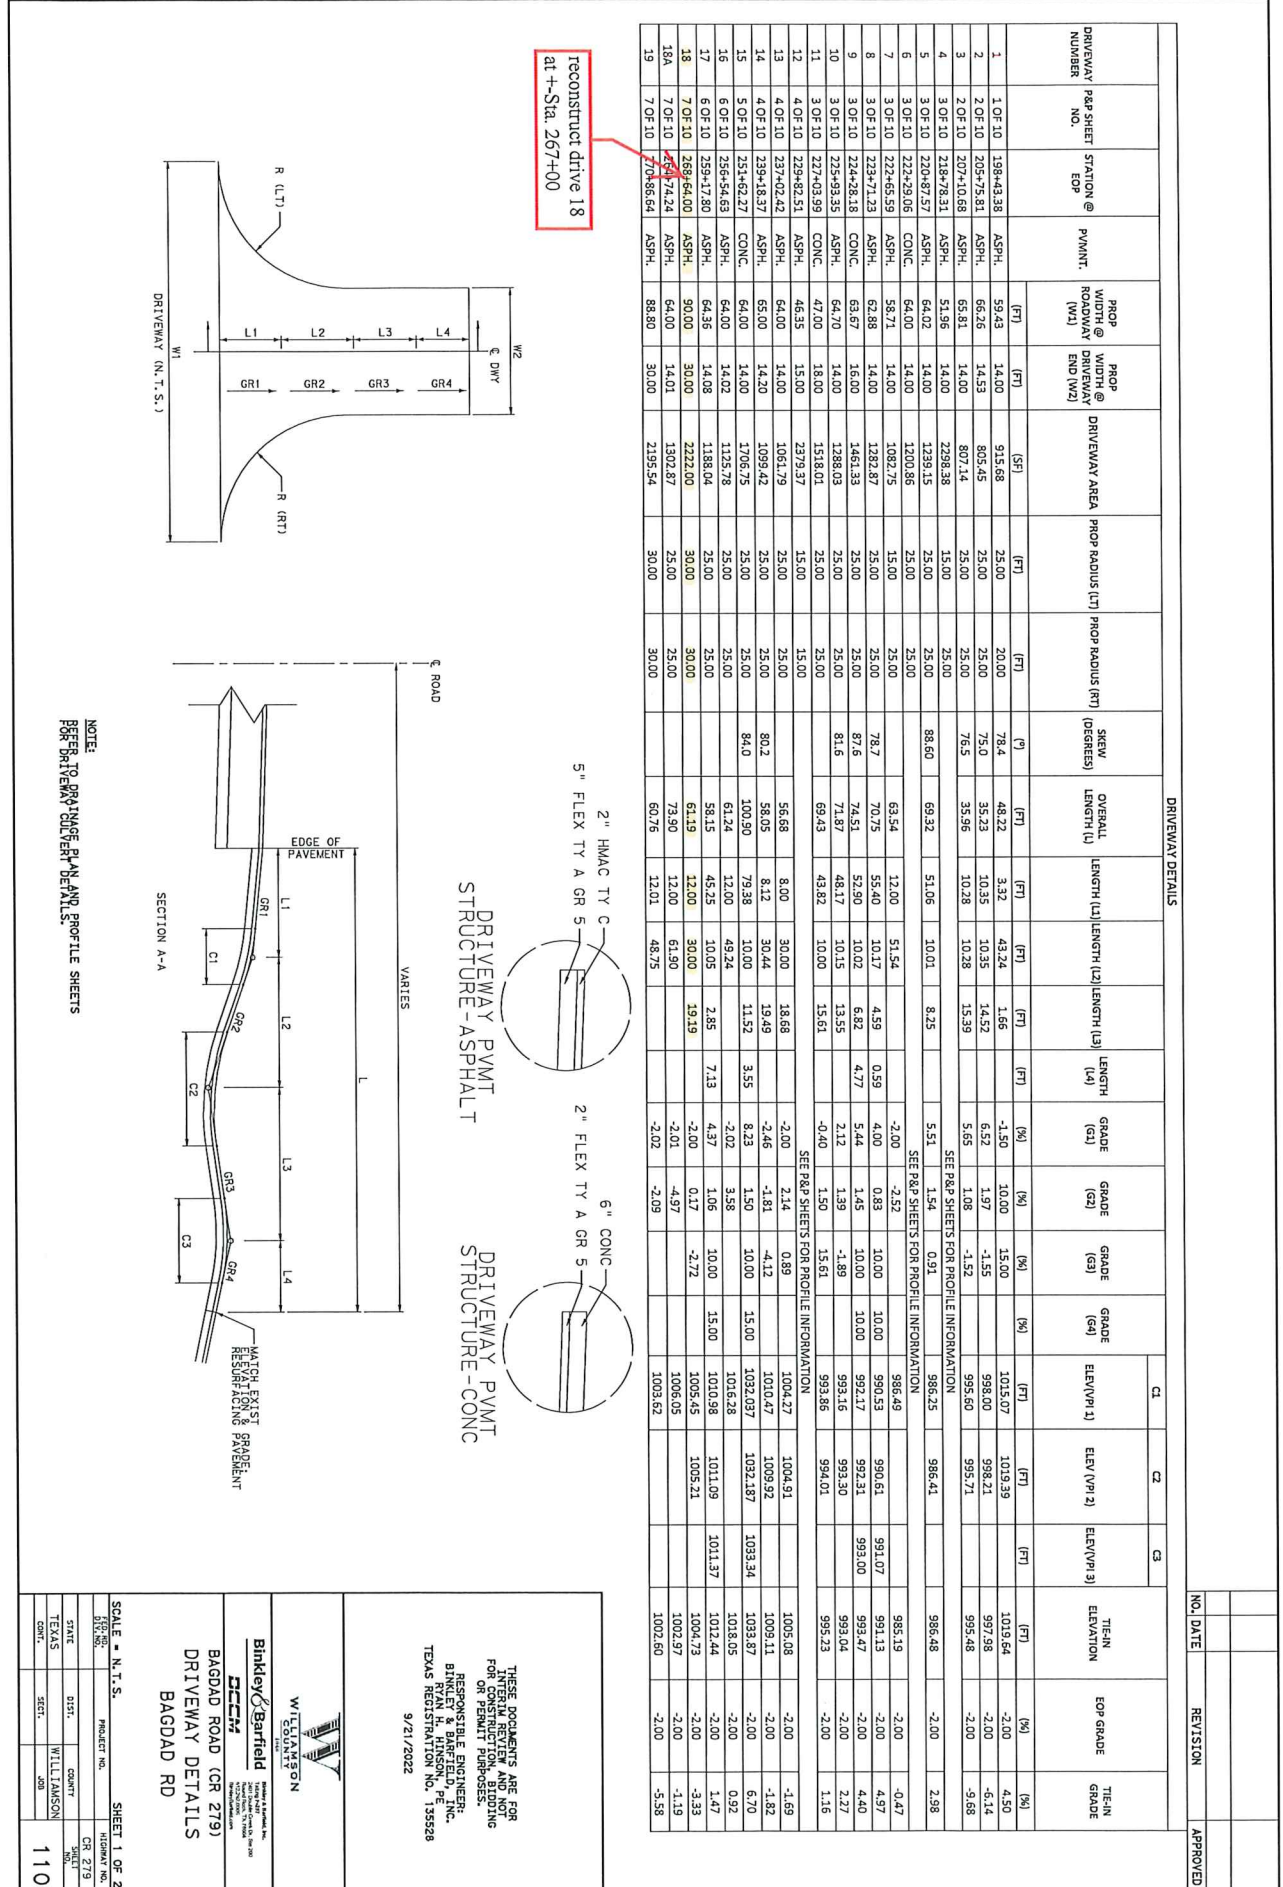 NO. DATE REVISION APPROVED
DRIVEWAY DETAILS
C1 C2 C3
DRIVEWAY NUMBER P&P SHEET NO. STATION @ EOP PVMNT. PROP WIDTH @ ROADWAY (W1) PROP WIDTH @ DRIVEWAY END (W2) DRIVEWAY AREA PROP RADIUS (LT) PROP RADIUS (RT) SKEW (DEGREES) OVERALL LENGTH (L) LENGTH (L1) LENGTH (L2) LENGTH (L3) LENGTH (L4) GRADE (G1) GRADE (G2) GRADE (G3) GRADE (G4) ELEV(VPI 1) ELEV (VPI 2) ELEV(VPI 3) TIE-IN ELEVATION EOP GRADE TIE-IN GRADE
(FT) (FT) (SF) (FT) (FT) (°) (FT) (FT) (FT) (FT) (FT) (%) (%) (%) (%) (FT) (FT) (FT) (FT) (%) (%)
1 1 OF 10 198+43.38 ASPH. 59.43 14.00 915.68 25.00 20.00 78.4 48.22 3.32 43.24 1.66 -1.50 10.00 15.00 1015.07 1019.39 1019.64 -2.00 4.50
2 2 OF 10 205+75.81 ASPH. 66.26 14.53 805.45 25.00 25.00 75.0 35.23 10.35 10.35 14.52 6.52 1.97 -1.55 998.00 998.21 997.98 -2.00 -6.14
3 2 OF 10 207+10.68 ASPH. 65.81 14.00 807.14 25.00 25.00 76.5 35.96 10.28 10.28 15.39 5.65 1.08 -1.52 995.60 995.71 995.48 -2.00 -9.68
4 3 OF 10 218+78.31 ASPH. 51.96 14.00 2298.38 15.00 25.00 SEE P&P SHEETS FOR PROFILE INFORMATION
5 3 OF 10 220+87.57 ASPH. 64.02 14.00 1239.15 25.00 25.00 88.60 69.32 51.06 10.01 8.25 5.51 1.54 0.91 986.25 986.41 986.48 -2.00 2.98
6 3 OF 10 222+29.06 CONC. 64.00 14.00 1200.86 25.00 25.00 SEE P&P SHEETS FOR PROFILE INFORMATION
7 3 OF 10 222+65.59 ASPH. 58.71 14.00 1082.75 15.00 25.00 63.54 12.00 51.54 -2.00 -2.52 986.49 985.19 -2.00 -0.47
8 3 OF 10 223+71.23 ASPH. 62.88 14.00 1282.87 25.00 25.00 78.7 70.75 55.40 10.17 4.59 0.59 4.00 0.83 10.00 10.00 990.53 990.61 991.07 991.13 -2.00 4.97
9 3 OF 10 224+28.18 CONC. 63.67 16.00 1461.33 25.00 25.00 87.6 74.51 52.90 10.02 6.82 4.77 5.44 1.45 10.00 10.00 992.17 992.31 993.00 993.47 -2.00 4.40
10 3 OF 10 225+93.35 ASPH. 64.70 14.00 1288.03 25.00 25.00 81.6 71.87 48.17 10.15 13.55 2.12 1.39 -1.89 993.16 993.30 993.04 -2.00 2.27
11 3 OF 10 227+03.99 CONC. 47.00 18.00 1518.01 25.00 25.00 69.43 43.82 10.00 15.61 -0.40 1.50 15.61 993.86 994.01 995.23 -2.00 1.16
12 4 OF 10 229+82.51 ASPH. 46.35 15.00 2379.37 15.00 15.00 SEE P&P SHEETS FOR PROFILE INFORMATION
13 4 OF 10 237+02.42 ASPH. 64.00 14.00 1061.79 25.00 25.00 56.68 8.00 30.00 18.68 -2.00 2.14 0.89 1004.27 1004.91 1005.08 -2.00 -1.69
14 4 OF 10 239+18.37 ASPH. 65.00 14.20 1099.42 25.00 25.00 80.2 58.05 8.12 30.44 19.49 -2.46 -1.81 -4.12 1010.47 1009.92 1009.11 -2.00 -1.82
15 5 OF 10 251+62.27 CONC. 64.00 14.00 1706.75 25.00 25.00 84.0 100.90 79.38 10.00 11.52 3.55 8.23 1.50 10.00 15.00 1032.037 1032.187 1033.34 1033.87 -2.00 6.70
16 6 OF 10 256+54.63 ASPH. 64.00 14.02 1125.78 25.00 25.00 61.24 12.00 49.24 -2.02 3.58 1016.28 1018.05 -2.00 0.92
17 6 OF 10 259+17.80 ASPH. 64.36 14.08 1188.04 25.00 25.00 58.15 45.25 10.05 2.85 7.13 4.37 1.06 10.00 15.00 1010.98 1011.09 1011.37 1012.44 -2.00 1.47
18 7 OF 10 268+64.00 ASPH. 90.00 30.00 2222.00 30.00 30.00 61.19 12.00 30.00 19.19 -2.00 0.17 -2.72 1005.45 1005.21 1004.73 -2.00 -3.33
18A 7 OF 10 264+74.24 ASPH. 64.00 14.01 1302.87 25.00 25.00 73.90 12.00 61.90 -2.01 -4.97 1006.05 1002.97 -2.00 -1.19
19 7 OF 10 270+86.64 ASPH. 88.80 30.00 2195.54 30.00 30.00 60.76 12.01 48.75 -2.02 -2.09 1003.62 1002.60 -2.00 -5.58
reconstruct drive 18
at +-Sta. 267+00
W2
℄ DWY
L1 L2 L3 L4
GR1 GR2 GR3 GR4
R (LT)
R (RT)
W1
DRIVEWAY (N.T.S.)
2" HMAC TY C
5" FLEX TY A GR 5
DRIVEWAY PVMT
STRUCTURE-ASPHALT
6" CONC
2" FLEX TY A GR 5
DRIVEWAY PVMT
STRUCTURE-CONC
℄ ROAD
VARIES
L
EDGE OF
PAVEMENT
L1 L2 L3 L4
GR1 GR2 GR3 GR4
C1 C2 C3
MATCH EXIST
ELEVATION & GRADE;
RESURFACING PAVEMENT
SECTION A-A
NOTE:
REFER TO DRAINAGE PLAN AND PROFILE SHEETS
FOR DRIVEWAY CULVERT DETAILS.
THESE DOCUMENTS ARE FOR
INTERIM REVIEW AND NOT
FOR CONSTRUCTION, BIDDING
OR PERMIT PURPOSES.
RESPONSIBLE ENGINEER:
BINKLEY & BARFIELD, INC.
RYAN H. HINSON, PE
TEXAS REGISTRATION NO. 135528
9/21/2022
WILLIAMSON
COUNTY
1848
Binkley & Barfield
DCCM
Binkley & Barfield, Inc.
BAGDAD ROAD (CR 279)
DRIVEWAY DETAILS
BAGDAD RD
SCALE = N.T.S. SHEET 1 OF 2
FED.RD. DIV.NO. PROJECT NO. HIGHWAY NO.
CR 279
STATE DIST. COUNTY SHEET NO.
TEXAS WILLIAMSON
CONT. SECT. JOB
110